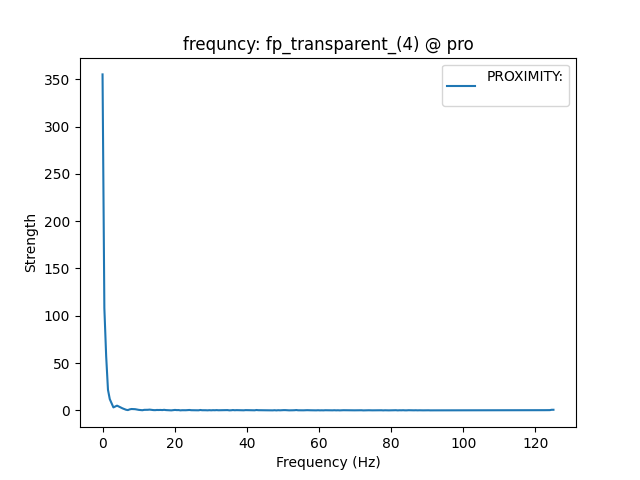 frequncy: fp_transparent_(4) @ pro
PROXIMITY:
350
300
250
200
150
100
50
0
Strength
0 20 40 60 80 100 120
Frequency (Hz)